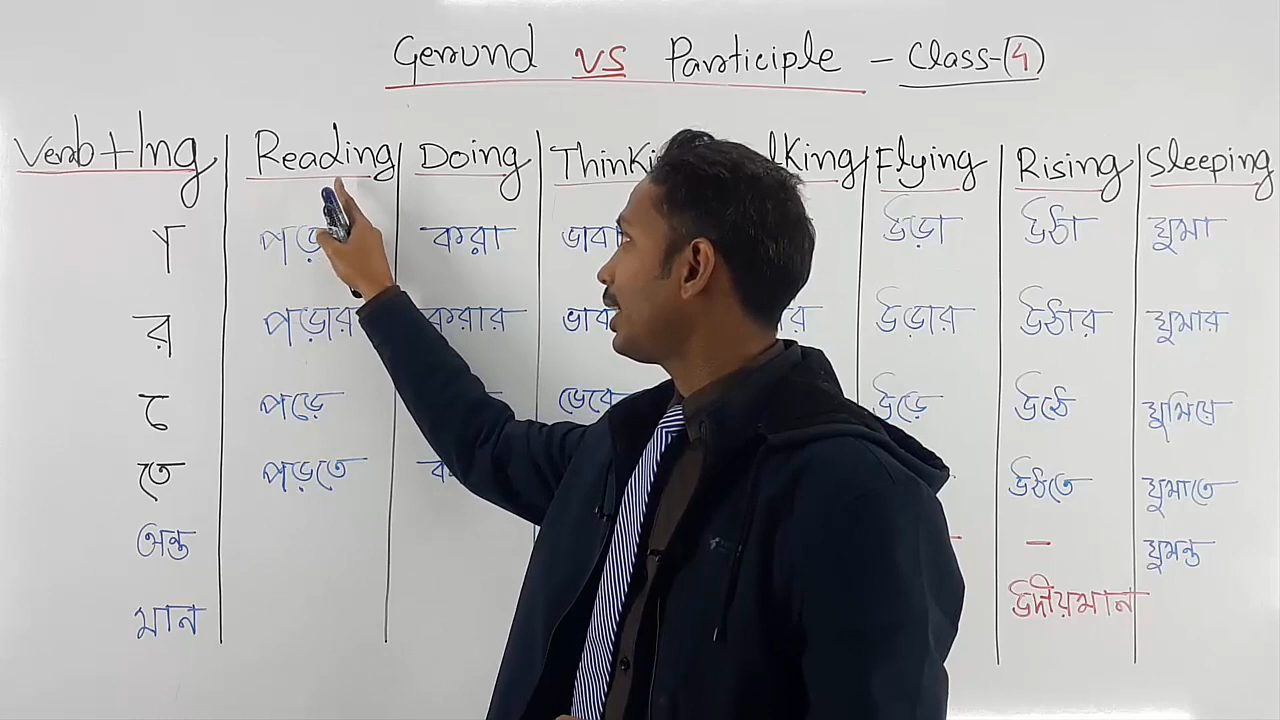 Gerund vs Participle - Class-4
Verb+Ing Reading Doing Flying Rising Sleeping
া করা উড়া উঠা ঘুমা
র পড়ার করার উড়ার উঠার ঘুমার
ে পড়ে ভেবে উড়ে উঠে ঘুমিয়ে
তে পড়তে উঠতে ঘুমাতে
অন্ত - ঘুমন্ত
মান উদীয়মান